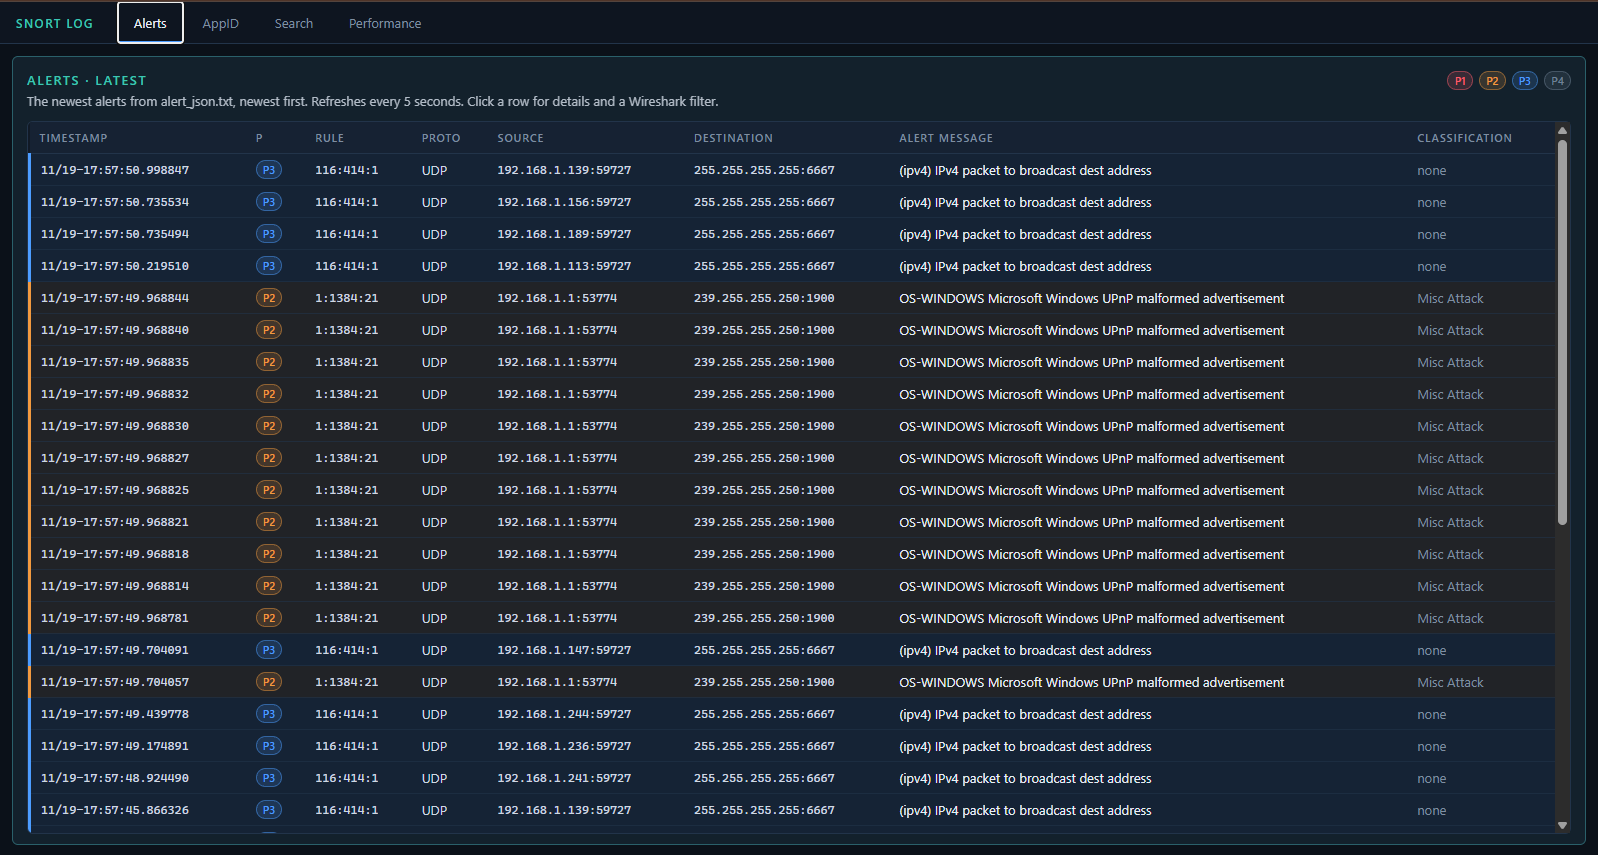 SNORT LOG Alerts AppID Search Performance
ALERTS · LATEST P1 P2 P3 P4
The newest alerts from alert_json.txt, newest first. Refreshes every 5 seconds. Click a row for details and a Wireshark filter.
TIMESTAMP P RULE PROTO SOURCE DESTINATION ALERT MESSAGE CLASSIFICATION
11/19-17:57:50.998847 P3 116:414:1 UDP 192.168.1.139:59727 255.255.255.255:6667 (ipv4) IPv4 packet to broadcast dest address none
11/19-17:57:50.735534 P3 116:414:1 UDP 192.168.1.156:59727 255.255.255.255:6667 (ipv4) IPv4 packet to broadcast dest address none
11/19-17:57:50.735494 P3 116:414:1 UDP 192.168.1.189:59727 255.255.255.255:6667 (ipv4) IPv4 packet to broadcast dest address none
11/19-17:57:50.219510 P3 116:414:1 UDP 192.168.1.113:59727 255.255.255.255:6667 (ipv4) IPv4 packet to broadcast dest address none
11/19-17:57:49.968844 P2 1:1384:21 UDP 192.168.1.1:53774 239.255.255.250:1900 OS-WINDOWS Microsoft Windows UPnP malformed advertisement Misc Attack
11/19-17:57:49.968840 P2 1:1384:21 UDP 192.168.1.1:53774 239.255.255.250:1900 OS-WINDOWS Microsoft Windows UPnP malformed advertisement Misc Attack
11/19-17:57:49.968835 P2 1:1384:21 UDP 192.168.1.1:53774 239.255.255.250:1900 OS-WINDOWS Microsoft Windows UPnP malformed advertisement Misc Attack
11/19-17:57:49.968832 P2 1:1384:21 UDP 192.168.1.1:53774 239.255.255.250:1900 OS-WINDOWS Microsoft Windows UPnP malformed advertisement Misc Attack
11/19-17:57:49.968830 P2 1:1384:21 UDP 192.168.1.1:53774 239.255.255.250:1900 OS-WINDOWS Microsoft Windows UPnP malformed advertisement Misc Attack
11/19-17:57:49.968827 P2 1:1384:21 UDP 192.168.1.1:53774 239.255.255.250:1900 OS-WINDOWS Microsoft Windows UPnP malformed advertisement Misc Attack
11/19-17:57:49.968825 P2 1:1384:21 UDP 192.168.1.1:53774 239.255.255.250:1900 OS-WINDOWS Microsoft Windows UPnP malformed advertisement Misc Attack
11/19-17:57:49.968821 P2 1:1384:21 UDP 192.168.1.1:53774 239.255.255.250:1900 OS-WINDOWS Microsoft Windows UPnP malformed advertisement Misc Attack
11/19-17:57:49.968818 P2 1:1384:21 UDP 192.168.1.1:53774 239.255.255.250:1900 OS-WINDOWS Microsoft Windows UPnP malformed advertisement Misc Attack
11/19-17:57:49.968814 P2 1:1384:21 UDP 192.168.1.1:53774 239.255.255.250:1900 OS-WINDOWS Microsoft Windows UPnP malformed advertisement Misc Attack
11/19-17:57:49.968781 P2 1:1384:21 UDP 192.168.1.1:53774 239.255.255.250:1900 OS-WINDOWS Microsoft Windows UPnP malformed advertisement Misc Attack
11/19-17:57:49.704091 P3 116:414:1 UDP 192.168.1.147:59727 255.255.255.255:6667 (ipv4) IPv4 packet to broadcast dest address none
11/19-17:57:49.704057 P2 1:1384:21 UDP 192.168.1.1:53774 239.255.255.250:1900 OS-WINDOWS Microsoft Windows UPnP malformed advertisement Misc Attack
11/19-17:57:49.439778 P3 116:414:1 UDP 192.168.1.244:59727 255.255.255.255:6667 (ipv4) IPv4 packet to broadcast dest address none
11/19-17:57:49.174891 P3 116:414:1 UDP 192.168.1.236:59727 255.255.255.255:6667 (ipv4) IPv4 packet to broadcast dest address none
11/19-17:57:48.924490 P3 116:414:1 UDP 192.168.1.241:59727 255.255.255.255:6667 (ipv4) IPv4 packet to broadcast dest address none
11/19-17:57:45.866326 P3 116:414:1 UDP 192.168.1.139:59727 255.255.255.255:6667 (ipv4) IPv4 packet to broadcast dest address none